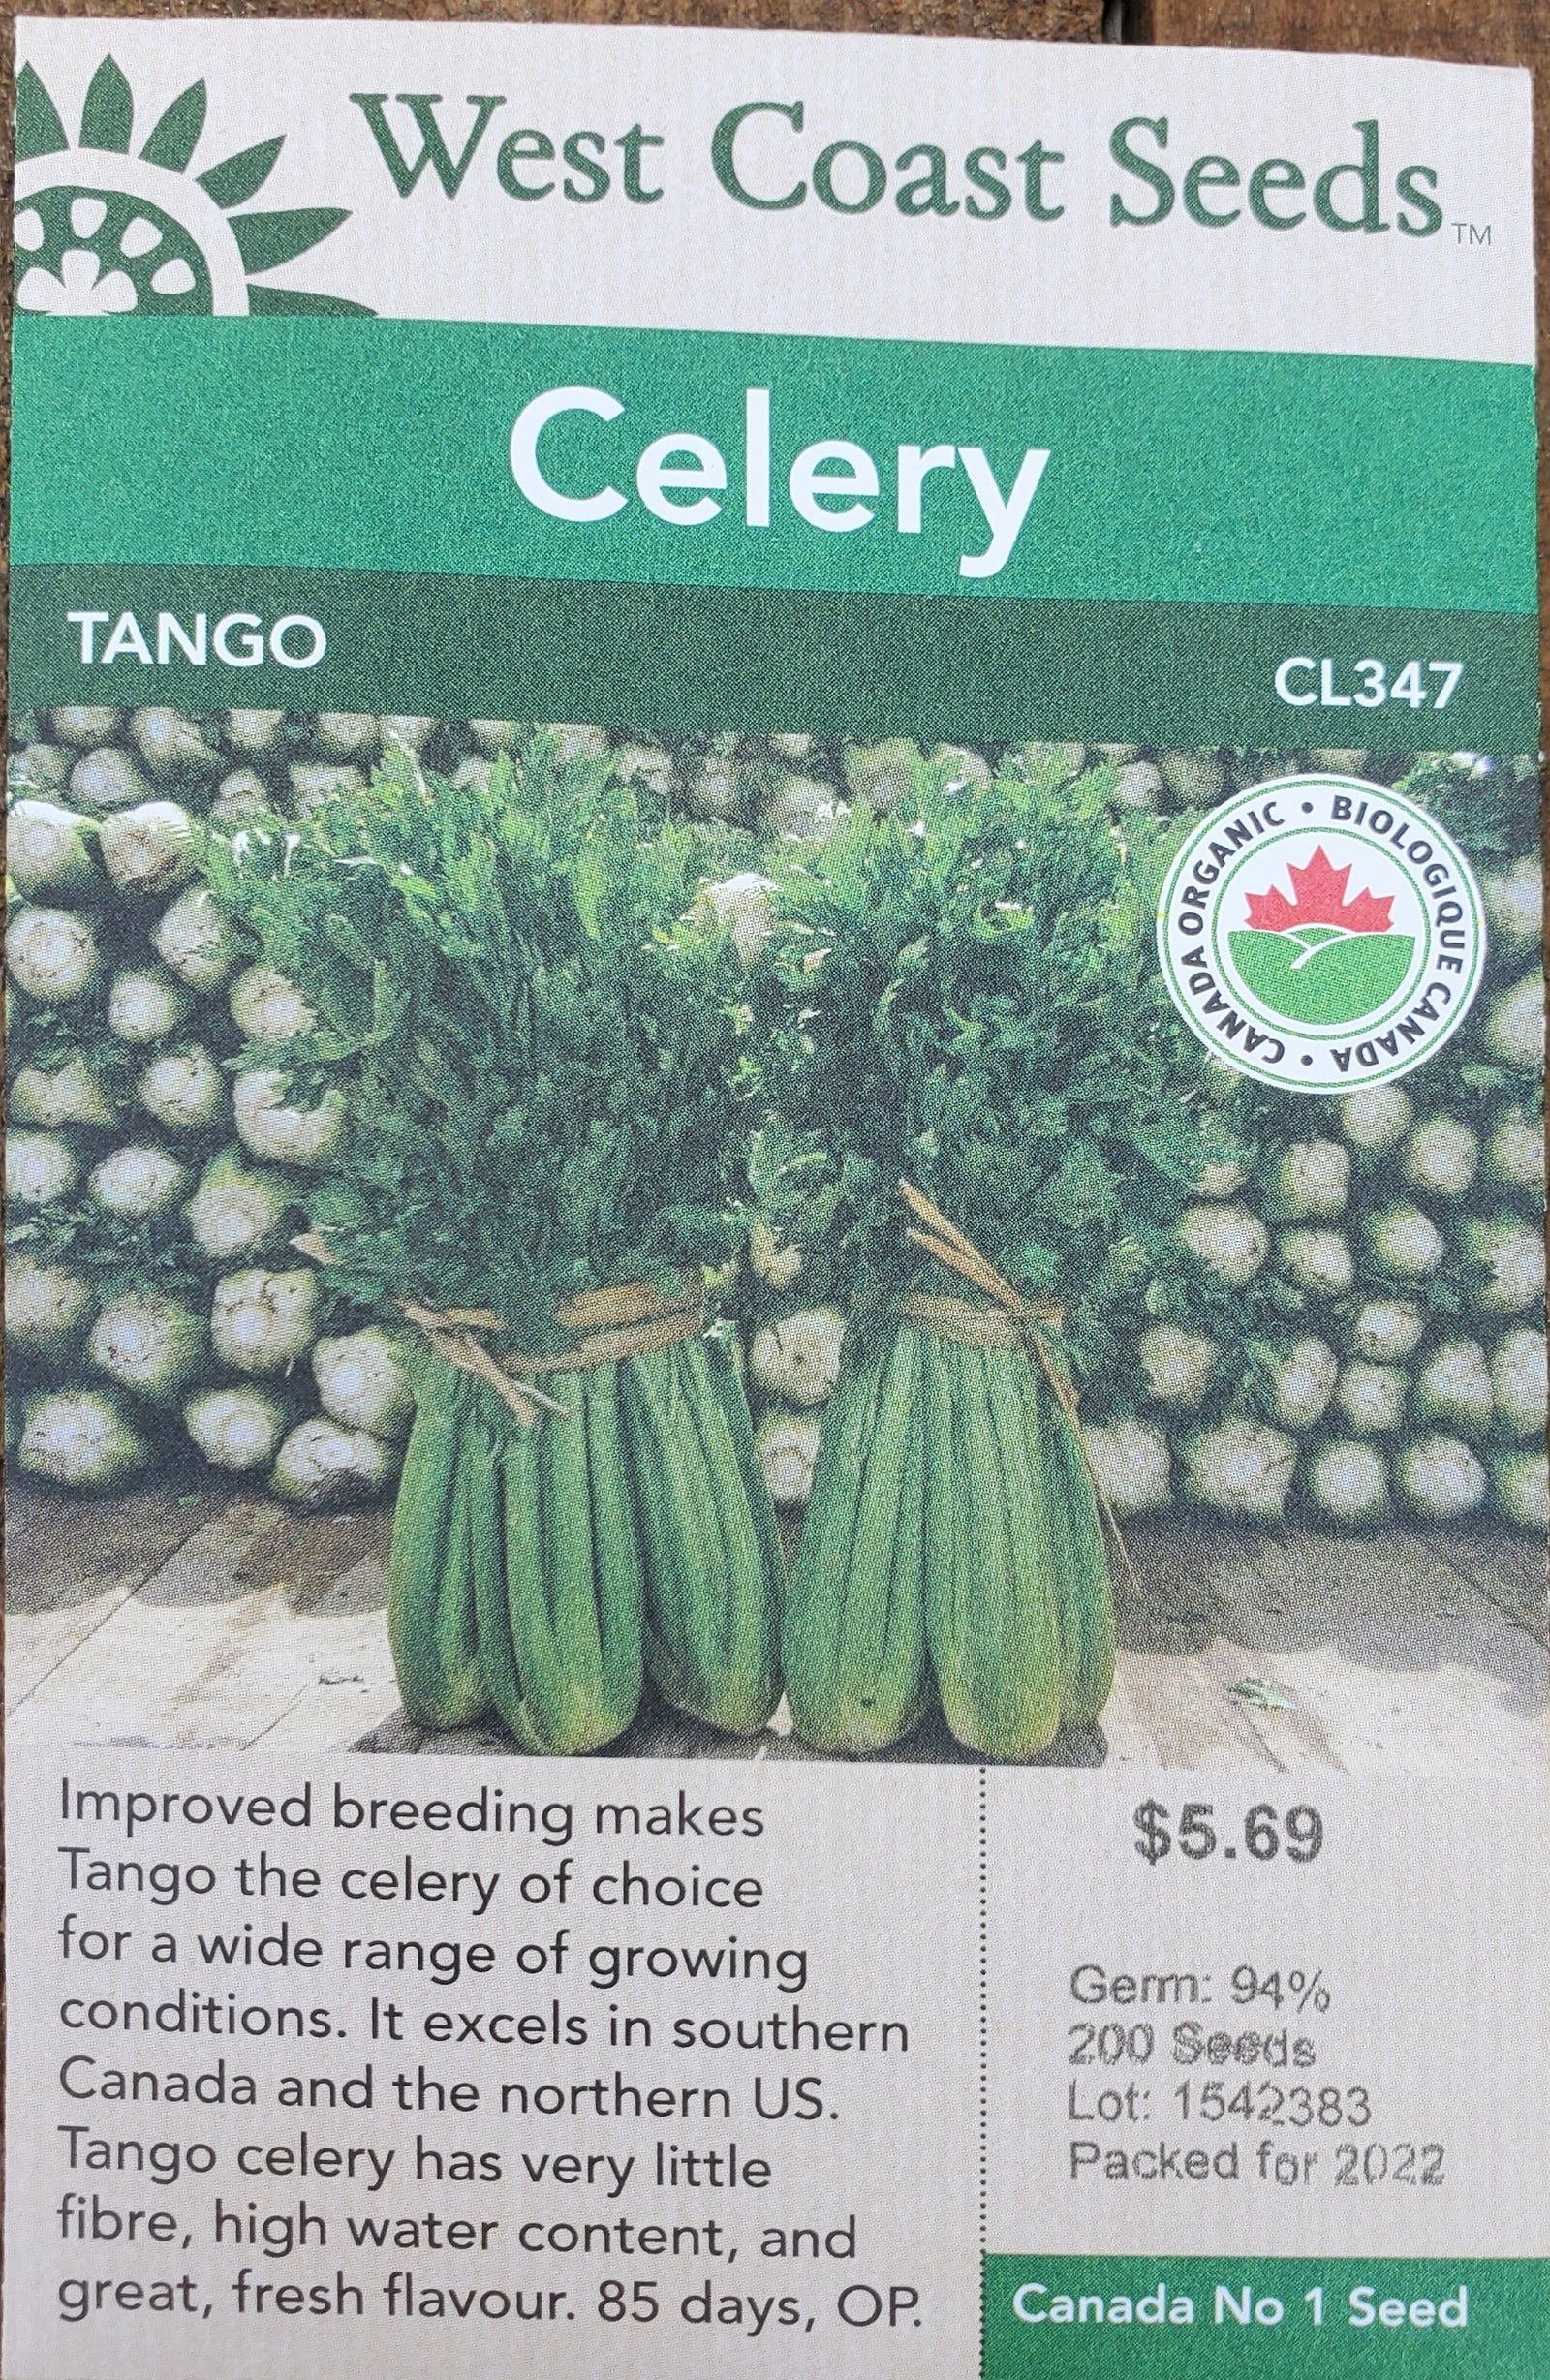 West Coast Seeds™
Celery
TANGO
CL347
CANADA ORGANIC • BIOLOGIQUE CANADA •
Improved breeding makes
Tango the celery of choice
for a wide range of growing
conditions. It excels in southern
Canada and the northern US.
Tango celery has very little
fibre, high water content, and
great, fresh flavour. 85 days, OP.
$5.69
Germ: 94%
200 Seeds
Lot: 1542383
Packed for 2022
Canada No 1 Seed